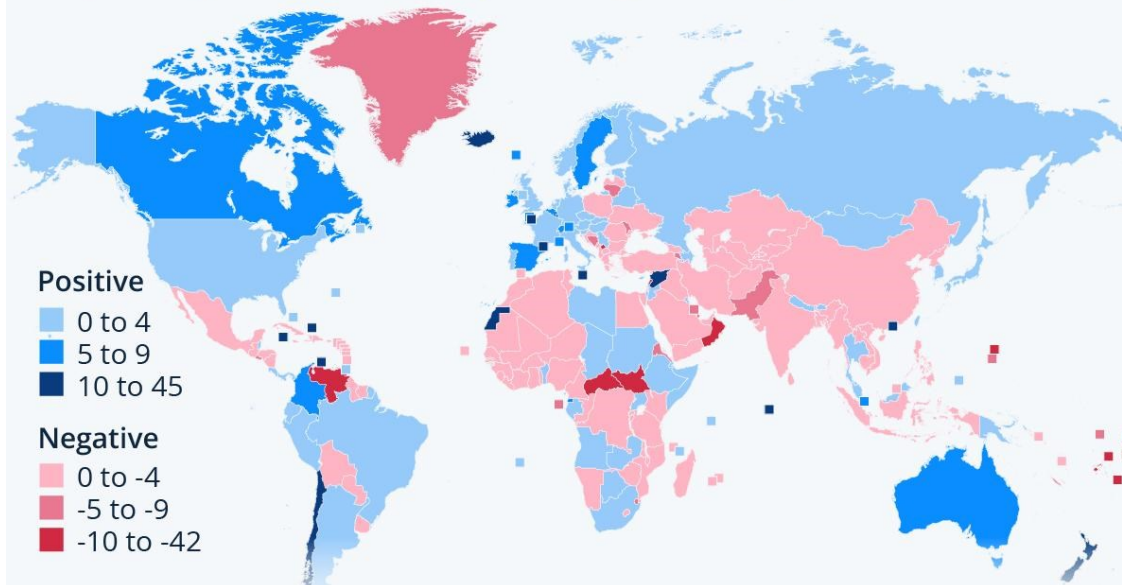 Positive
0 to 4
5 to 9
10 to 45
Negative
0 to -4
-5 to -9
-10 to -42